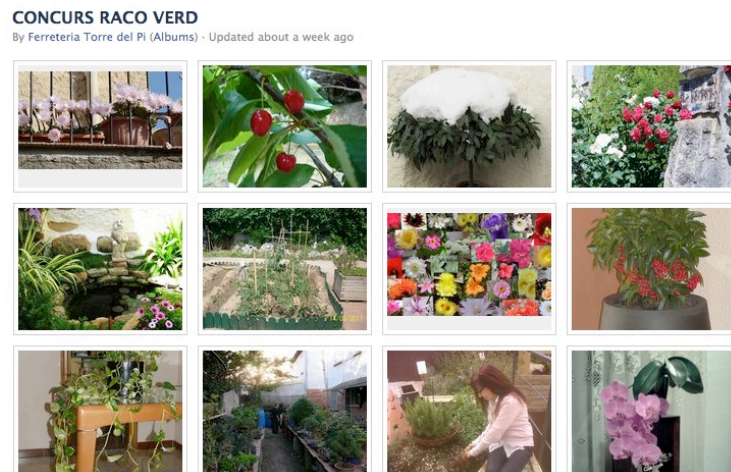 CONCURS RACO VERD
By Ferreteria Torre del Pi (Albums) · Updated about a week ago